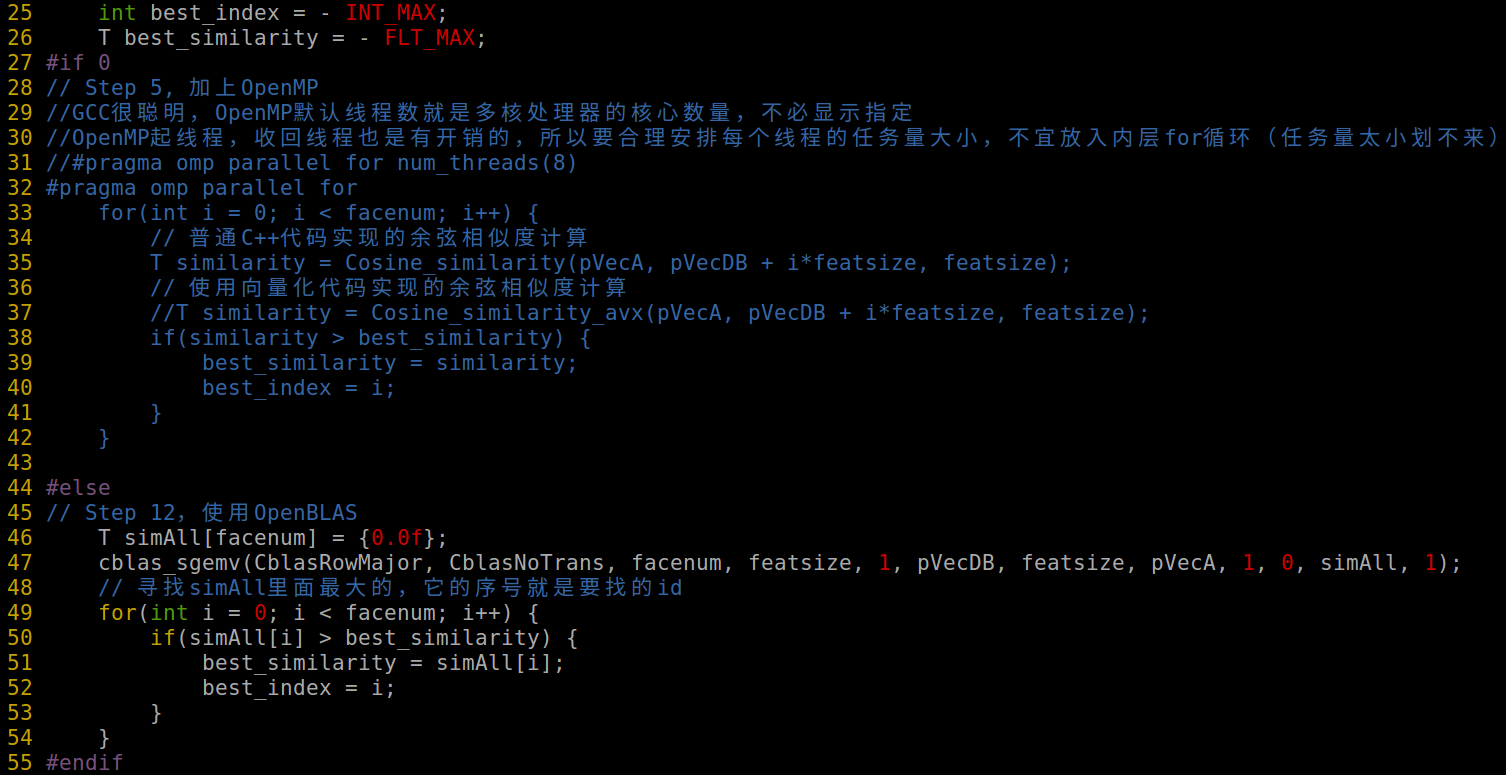 25     int best_index = - INT_MAX;
26     T best_similarity = - FLT_MAX;
27 #if 0
28 // Step 5, 加上OpenMP
29 //GCC很聪明，OpenMP默认线程数就是多核处理器的核心数量，不必显示指定
30 //OpenMP起线程，收回线程也是有开销的，所以要合理安排每个线程的任务量大小，不宜放入内层for循环（任务量太小划不来）
31 //#pragma omp parallel for num_threads(8)
32 #pragma omp parallel for
33     for(int i = 0; i < facenum; i++) {
34         // 普通C++代码实现的余弦相似度计算
35         T similarity = Cosine_similarity(pVecA, pVecDB + i*featsize, featsize);
36         // 使用向量化代码实现的余弦相似度计算
37         //T similarity = Cosine_similarity_avx(pVecA, pVecDB + i*featsize, featsize);
38         if(similarity > best_similarity) {
39             best_similarity = similarity;
40             best_index = i;
41         }
42     }
43
44 #else
45 // Step 12，使用OpenBLAS
46     T simAll[facenum] = {0.0f};
47     cblas_sgemv(CblasRowMajor, CblasNoTrans, facenum, featsize, 1, pVecDB, featsize, pVecA, 1, 0, simAll, 1);
48     // 寻找simAll里面最大的，它的序号就是要找的id
49     for(int i = 0; i < facenum; i++) {
50         if(simAll[i] > best_similarity) {
51             best_similarity = simAll[i];
52             best_index = i;
53         }
54     }
55 #endif